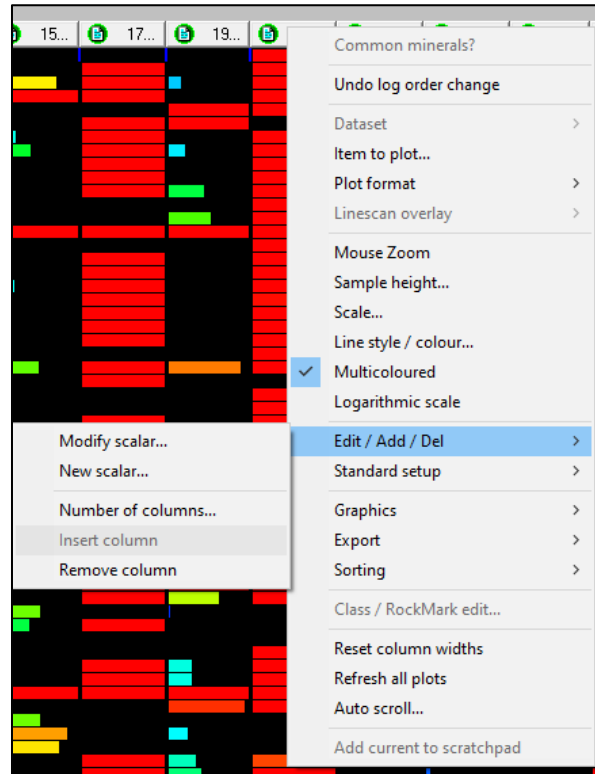 15... 17... 19...
Common minerals?
Undo log order change
Dataset
Item to plot...
Plot format
Linescan overlay
Mouse Zoom
Sample height...
Scale...
Line style / colour...
Multicoloured
Logarithmic scale
Edit / Add / Del
Modify scalar...
New scalar...
Number of columns...
Insert column
Remove column
Standard setup
Graphics
Export
Sorting
Class / RockMark edit...
Reset column widths
Refresh all plots
Auto scroll...
Add current to scratchpad